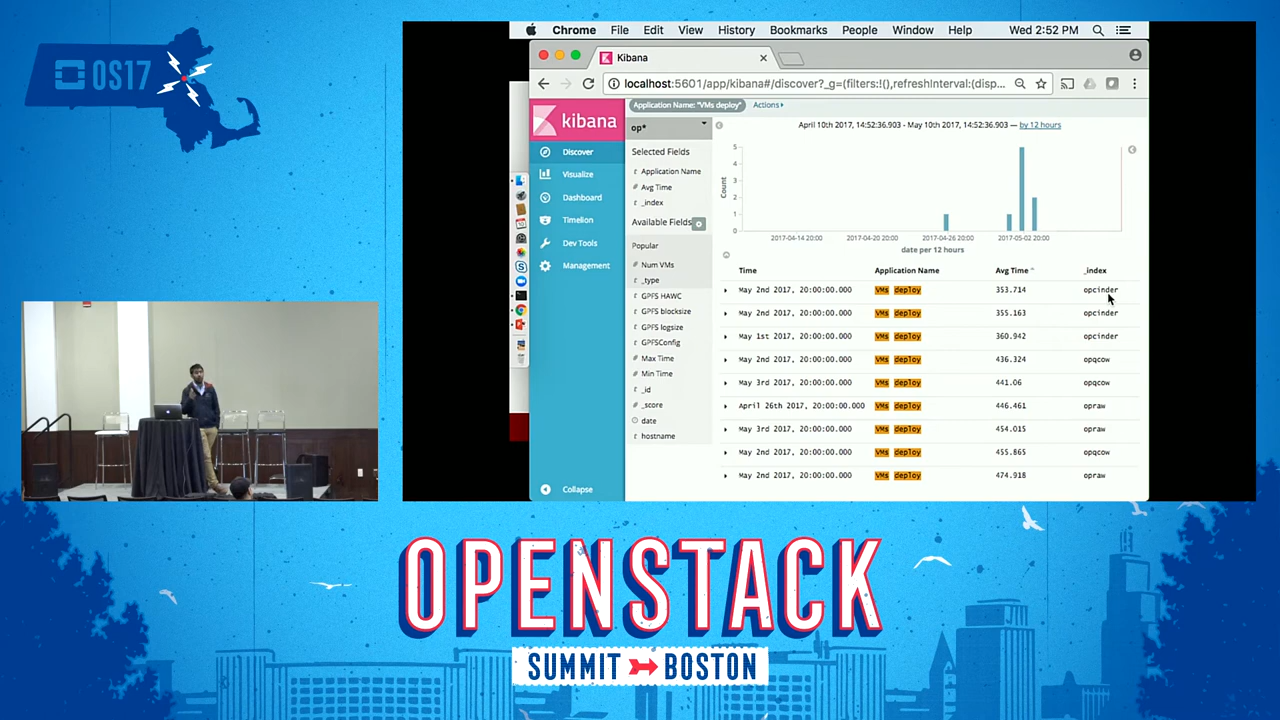 OS17
Chrome File Edit View History Bookmarks People Window Help Wed 2:52 PM
Kibana
localhost:5601/app/kibana#/discover?_g=(filters:!(),refreshInterval:(disp...
Application Name: "VMs deploy" Actions
kibana
op*
April 10th 2017, 14:52:36.903 - May 10th 2017, 14:52:36.903 — by 12 hours
Discover
Visualize
Dashboard
Timelion
Dev Tools
Management
Collapse
Selected Fields
t Application Name
# Avg Time
t _index
Available Fields
Popular
# Num VMs
t _type
t GPFS HAWC
t GPFS blocksize
t GPFS logsize
t GPFSConfig
# Max Time
# Min Time
t _id
# _score
date
t hostname
Count
5
4
3
2
1
0
2017-04-14 20:00 2017-04-20 20:00 2017-04-26 20:00 2017-05-02 20:00
date per 12 hours
Time Application Name Avg Time _index
May 2nd 2017, 20:00:00.000 VMs deploy 353.714 opcinder
May 2nd 2017, 20:00:00.000 VMs deploy 355.163 opcinder
May 1st 2017, 20:00:00.000 VMs deploy 360.942 opcinder
May 2nd 2017, 20:00:00.000 VMs deploy 436.324 opqcow
May 3rd 2017, 20:00:00.000 VMs deploy 441.06 opqcow
April 26th 2017, 20:00:00.000 VMs deploy 446.461 opraw
May 3rd 2017, 20:00:00.000 VMs deploy 454.015 opraw
May 2nd 2017, 20:00:00.000 VMs deploy 455.865 opqcow
May 2nd 2017, 20:00:00.000 VMs deploy 474.918 opraw
OPENSTACK
SUMMIT BOSTON